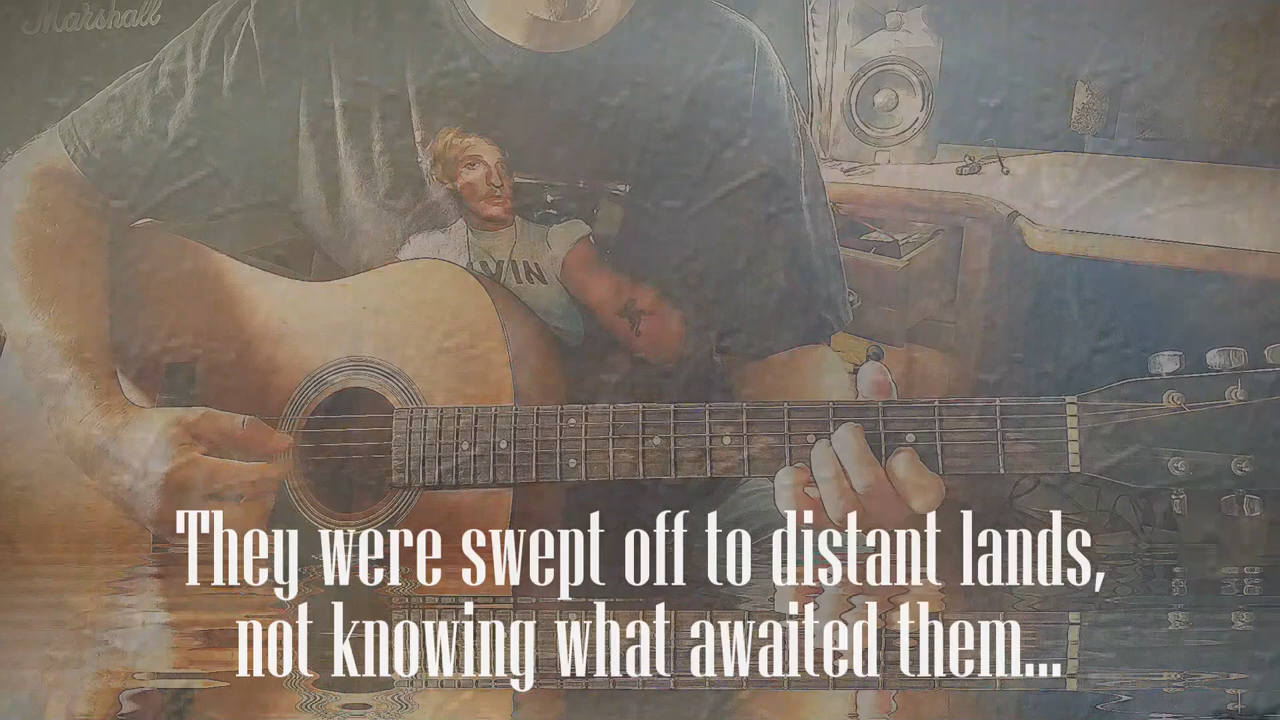 Marshall
They were swept off to distant lands,
not knowing what awaited them...